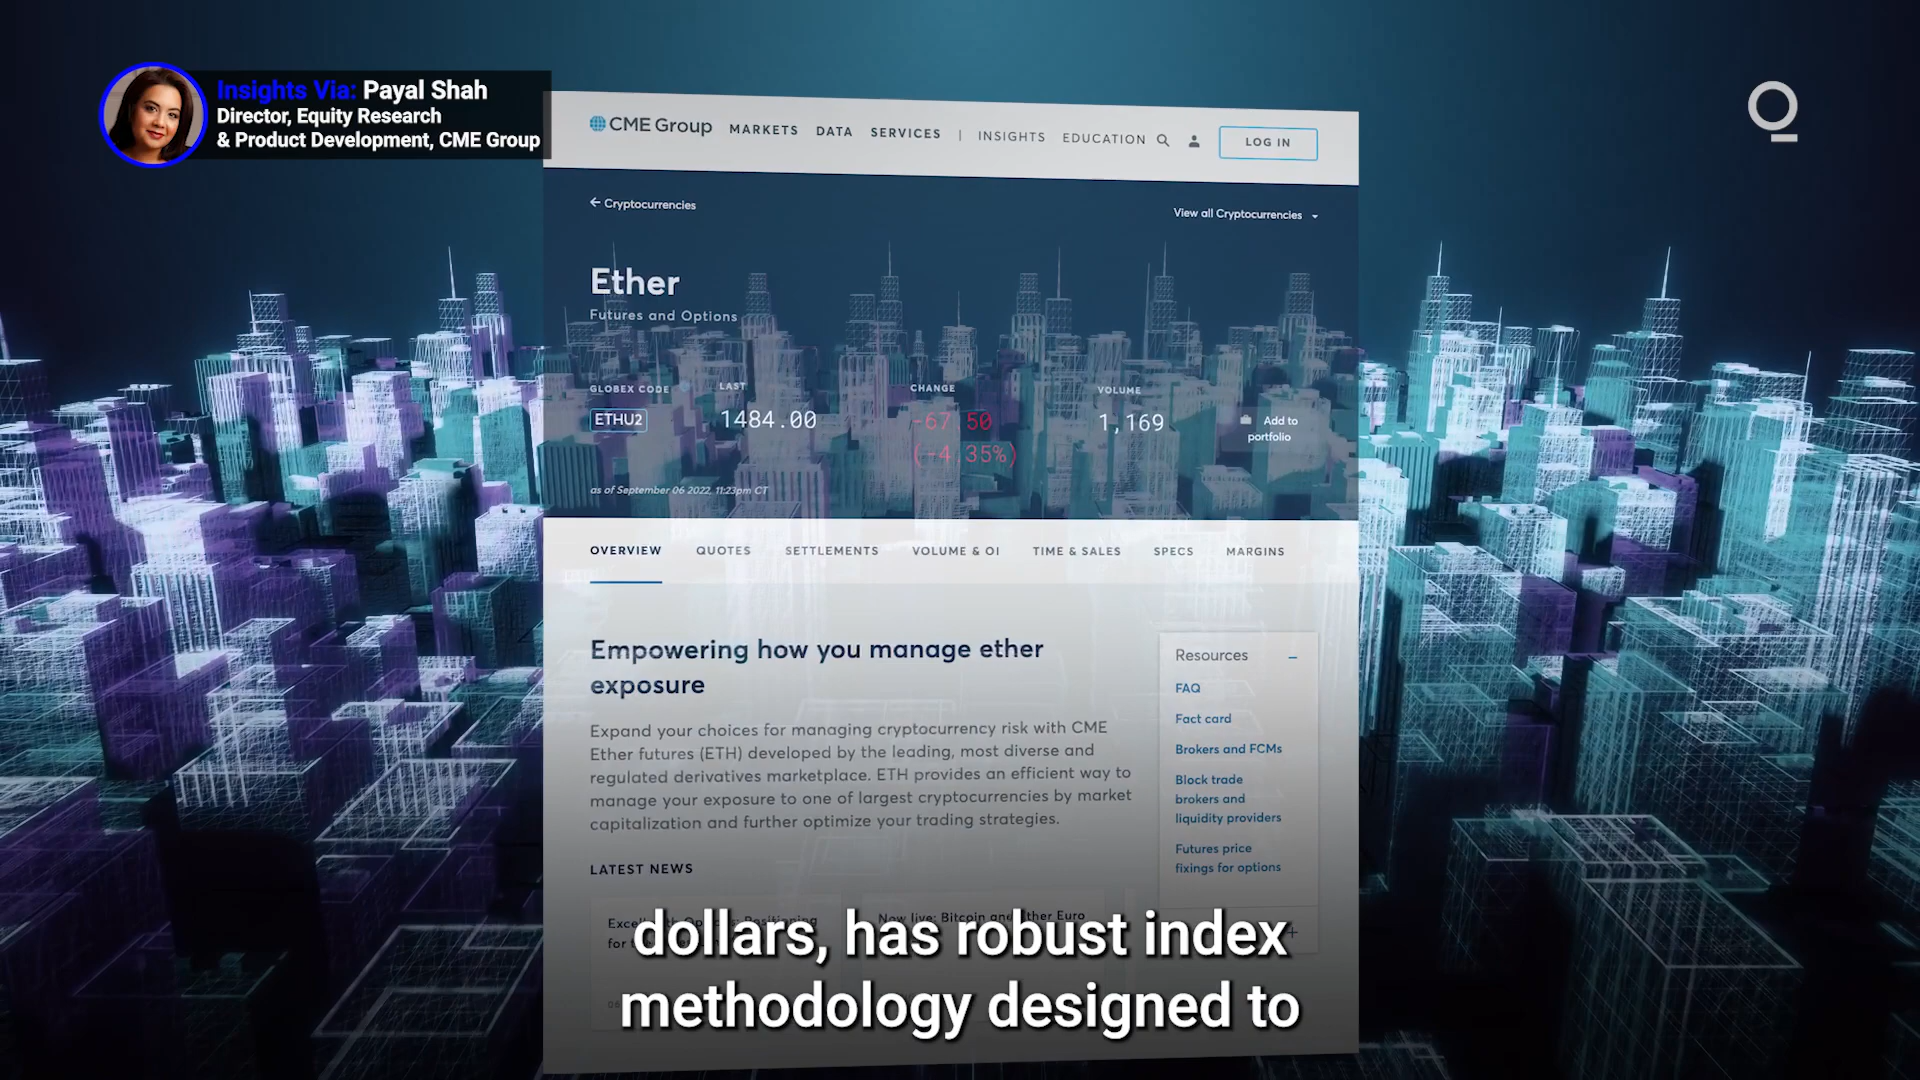 Insights Via: Payal Shah
Director, Equity Research
& Product Development, CME Group
CME Group MARKETS DATA SERVICES | INSIGHTS EDUCATION LOG IN
← Cryptocurrencies
View all Cryptocurrencies
Ether
Futures and Options
GLOBEX CODE LAST CHANGE VOLUME
ETHU2 1484.00 -67.50 1,169 Add to
(-4.35%) portfolio
as of September 06 2022, 11:23pm CT
OVERVIEW QUOTES SETTLEMENTS VOLUME & OI TIME & SALES SPECS MARGINS
Empowering how you manage ether
exposure
Expand your choices for managing cryptocurrency risk with CME
Ether futures (ETH) developed by the leading, most diverse and
regulated derivatives marketplace. ETH provides an efficient way to
manage your exposure to one of largest cryptocurrencies by market
capitalization and further optimize your trading strategies.
Resources –
FAQ
Fact card
Brokers and FCMs
Block trade
brokers and
liquidity providers
Futures price
fixings for options
LATEST NEWS
Now live: Bitcoin and Ether Euro
dollars, has robust index
methodology designed to